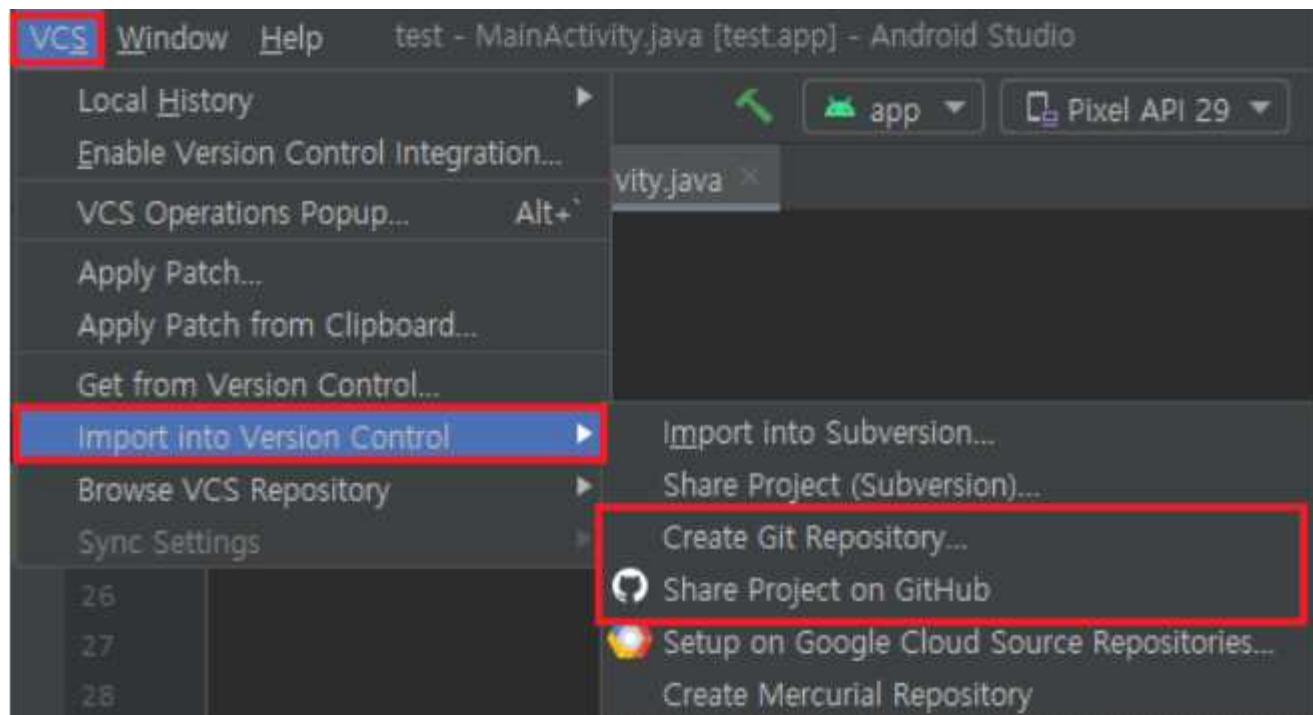 VCS Window Help test - MainActivity.java [test.app] - Android Studio
Local History
app Pixel API 29
Enable Version Control Integration...
vity.java
VCS Operations Popup... Alt+`
Apply Patch...
Apply Patch from Clipboard...
Get from Version Control...
Import into Version Control
Browse VCS Repository
Sync Settings
Import into Subversion...
Share Project (Subversion)...
Create Git Repository...
Share Project on GitHub
Setup on Google Cloud Source Repositories...
Create Mercurial Repository
26
27
28